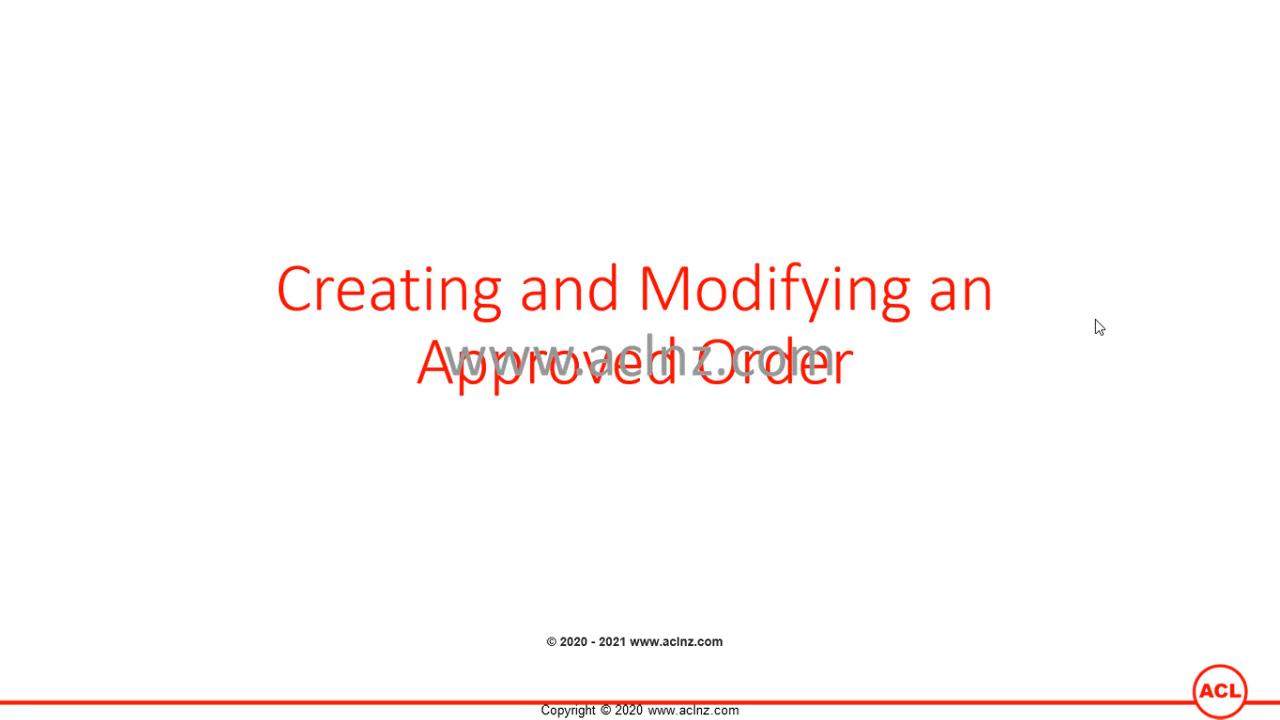 Creating and Modifying an
Approved Order
www.aclnz.com
© 2020 - 2021 www.aclnz.com
ACL
Copyright © 2020 www.aclnz.com